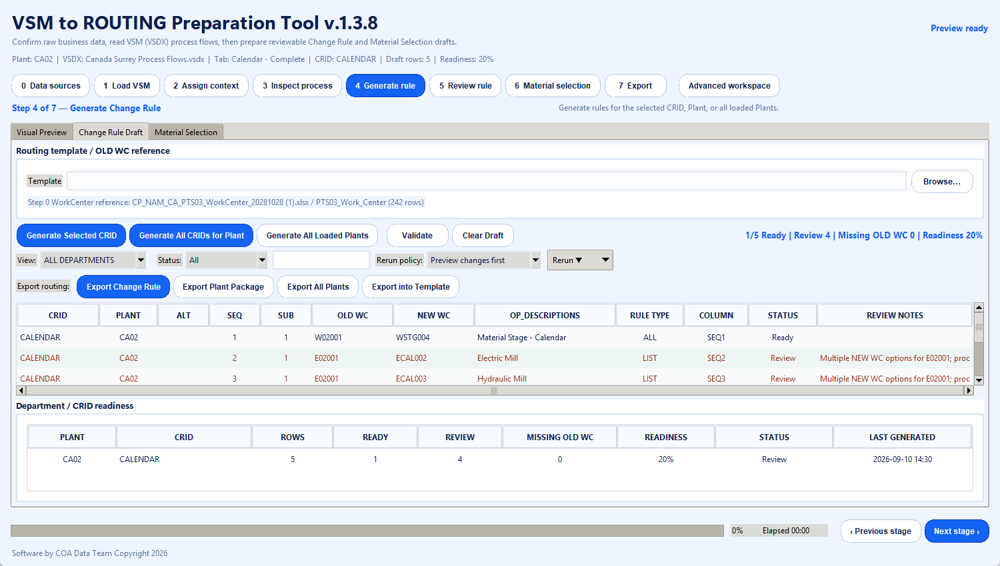 VSM to ROUTING Preparation Tool v.1.3.8
Preview ready
Confirm raw business data, read VSM (VSDX) process flows, then prepare reviewable Change Rule and Material Selection drafts.
Plant: CA02 | VSDX: Canada Surrey Process Flows.vsdx | Tab: Calendar - Complete | CRID: CALENDAR | Draft rows: 5 | Readiness: 20%
0 Data sources 1 Load VSM 2 Assign context 3 Inspect process 4 Generate rule 5 Review rule 6 Material selection 7 Export Advanced workspace
Step 4 of 7 — Generate Change Rule Generate rules for the selected CRID, Plant, or all loaded Plants.
Visual Preview Change Rule Draft Material Selection
Routing template / OLD WC reference
Template Browse...
Step 0 WorkCenter reference: CP_NAM_CA_PTS03_WorkCenter_20281028 (1).xlsx / PTS03_Work_Center (242 rows)
Generate Selected CRID Generate All CRIDs for Plant Generate All Loaded Plants Validate Clear Draft 1/5 Ready | Review 4 | Missing OLD WC 0 | Readiness 20%
View: ALL DEPARTMENTS Status: All Rerun policy: Preview changes first Rerun ▼
Export routing: Export Change Rule Export Plant Package Export All Plants Export into Template
CRID PLANT ALT SEQ SUB OLD WC NEW WC OP_DESCRIPTIONS RULE TYPE COLUMN STATUS REVIEW NOTES
CALENDAR CA02 1 1 W02001 WSTG004 Material Stage - Calendar ALL SEQ1 Ready
CALENDAR CA02 2 1 E02001 ECAL002 Electric Mill LIST SEQ2 Review Multiple NEW WC options for E02001; proc
CALENDAR CA02 3 1 E02001 ECAL003 Hydraulic Mill LIST SEQ3 Review Multiple NEW WC options for E02001; proc
Department / CRID readiness
PLANT CRID ROWS READY REVIEW MISSING OLD WC READINESS STATUS LAST GENERATED
CA02 CALENDAR 5 1 4 0 20% Review 2026-09-10 14:30
0% Elapsed 00:00 ‹ Previous stage Next stage ›
Software by COA Data Team Copyright 2026